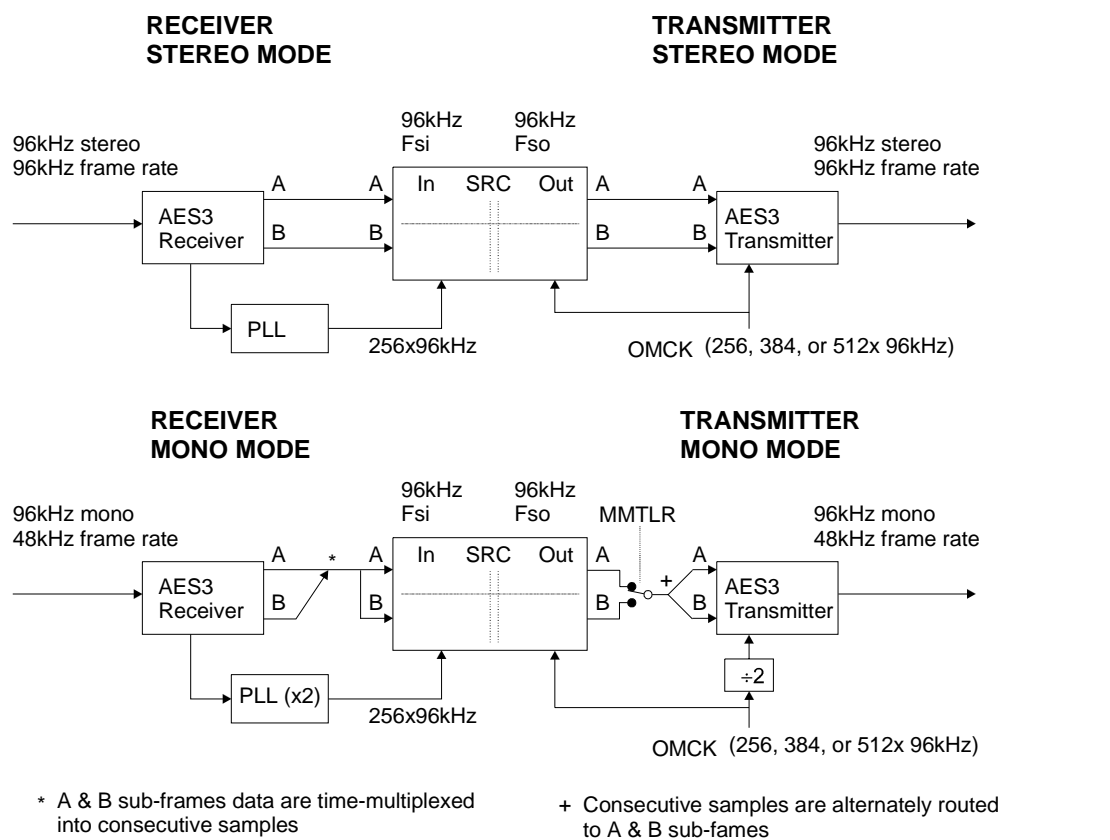 RECEIVER
STEREO MODE
TRANSMITTER
STEREO MODE
96kHz stereo
96kHz frame rate
96kHz
Fsi
96kHz
Fso
96kHz stereo
96kHz frame rate
AES3
Receiver
A
B
A
B
In SRC Out
A
B
A
B
AES3
Transmitter
PLL
256x96kHz
OMCK (256, 384, or 512x 96kHz)
RECEIVER
MONO MODE
TRANSMITTER
MONO MODE
96kHz mono
48kHz frame rate
96kHz
Fsi
96kHz
Fso
MMTLR
96kHz mono
48kHz frame rate
AES3
Receiver
A
B
*
A
B
In SRC Out
A
B
+
A
B
AES3
Transmitter
PLL (x2)
256x96kHz
÷2
OMCK (256, 384, or 512x 96kHz)
* A & B sub-frames data are time-multiplexed
into consecutive samples
+ Consecutive samples are alternately routed
to A & B sub-fames